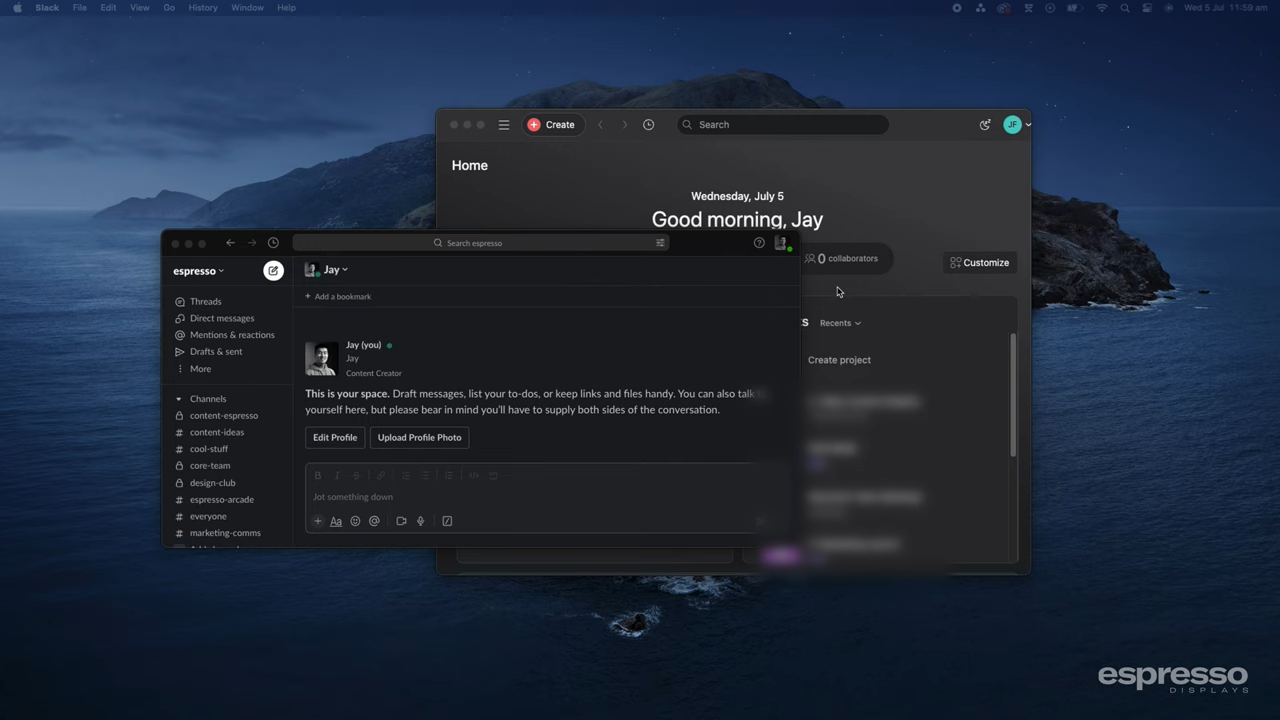 Slack File Edit View Go History Window Help
Wed 5 Jul 11:59 am
Create
Search
JF
Home
Wednesday, July 5
Good morning, Jay
0 collaborators
Customize
Recents
Create project
Search espresso
espresso
Threads
Direct messages
Mentions & reactions
Drafts & sent
More
Channels
content-espresso
content-ideas
cool-stuff
core-team
design-club
espresso-arcade
everyone
marketing-comms
Jay
+ Add a bookmark
Jay (you)
Jay
Content Creator
This is your space. Draft messages, list your to-dos, or keep links and files handy. You can also talk
yourself here, but please bear in mind you'll have to supply both sides of the conversation.
Edit Profile
Upload Profile Photo
Jot something down
Aa
espresso
DISPLAYS